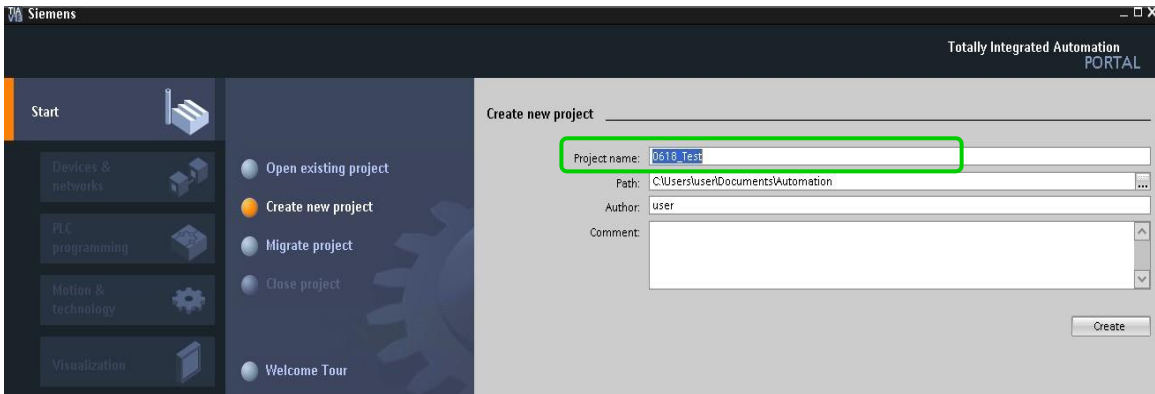 Siemens
Totally Integrated Automation
PORTAL
Start
Devices &
networks
PLC
programming
Motion &
technology
Visualization
Open existing project
Create new project
Migrate project
Close project
Welcome Tour
Create new project
Project name: 0618_Test
Path: C:\Users\user\Documents\Automation
...
Author: user
Comment:
Create